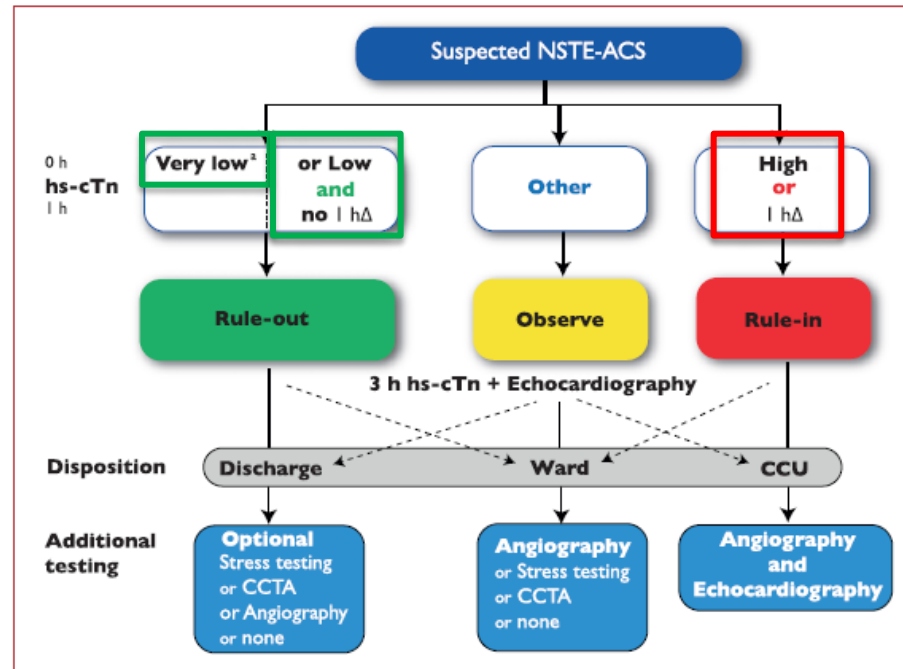 Suspected NSTE-ACS
0 h
hs-cTn
1 h
Very lowᵃ
or Low
and
no 1 hΔ
Other
High
or
1 hΔ
Rule-out
Observe
Rule-in
3 h hs-cTn + Echocardiography
Disposition
Discharge
Ward
CCU
Additional
testing
Optional
Stress testing
or CCTA
or Angiography
or none
Angiography
or Stress testing
or CCTA
or none
Angiography
and
Echocardiography